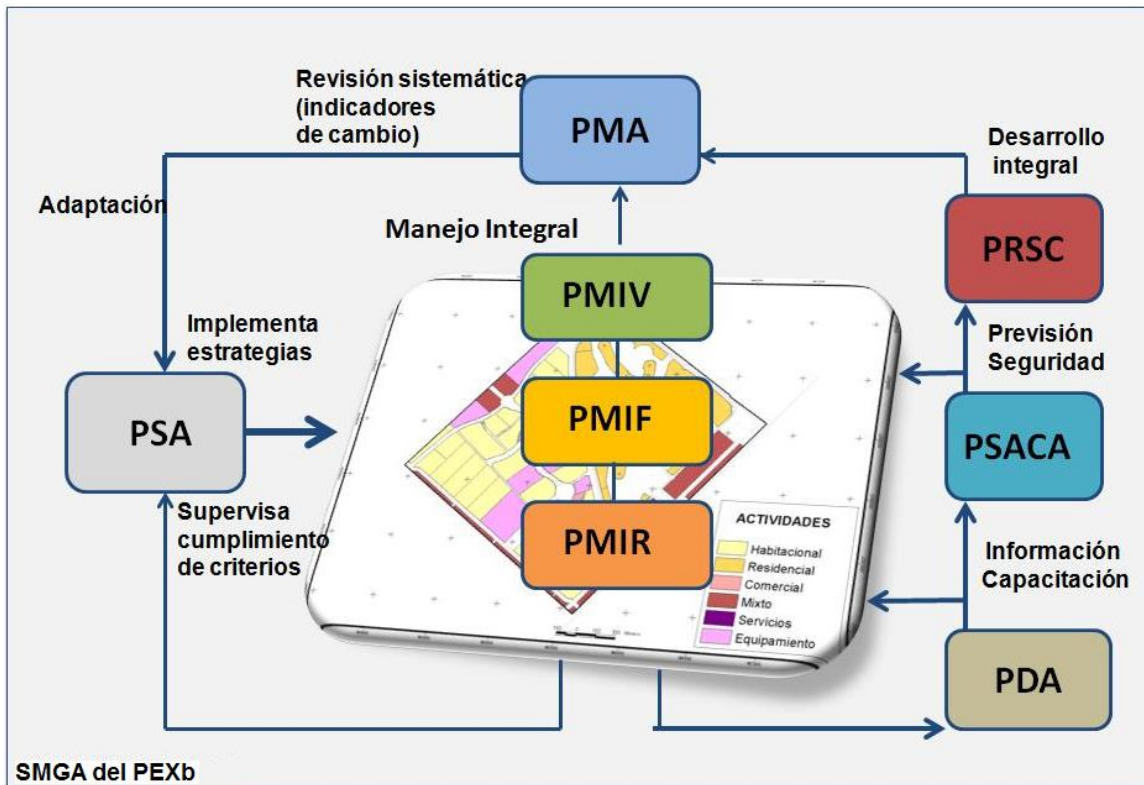 Revisión sistemática
(indicadores
de cambio)
PMA
Desarrollo
integral
Adaptación
Manejo Integral
PRSC
PMIV
Implementa
estrategias
Previsión
Seguridad
PSA
PMIF
PSACA
Supervisa
cumplimiento
de criterios
PMIR
ACTIVIDADES
Habitacional
Residencial
Comercial
Mixto
Servicios
Equipamiento
Información
Capacitación
PDA
SMGA del PEXb